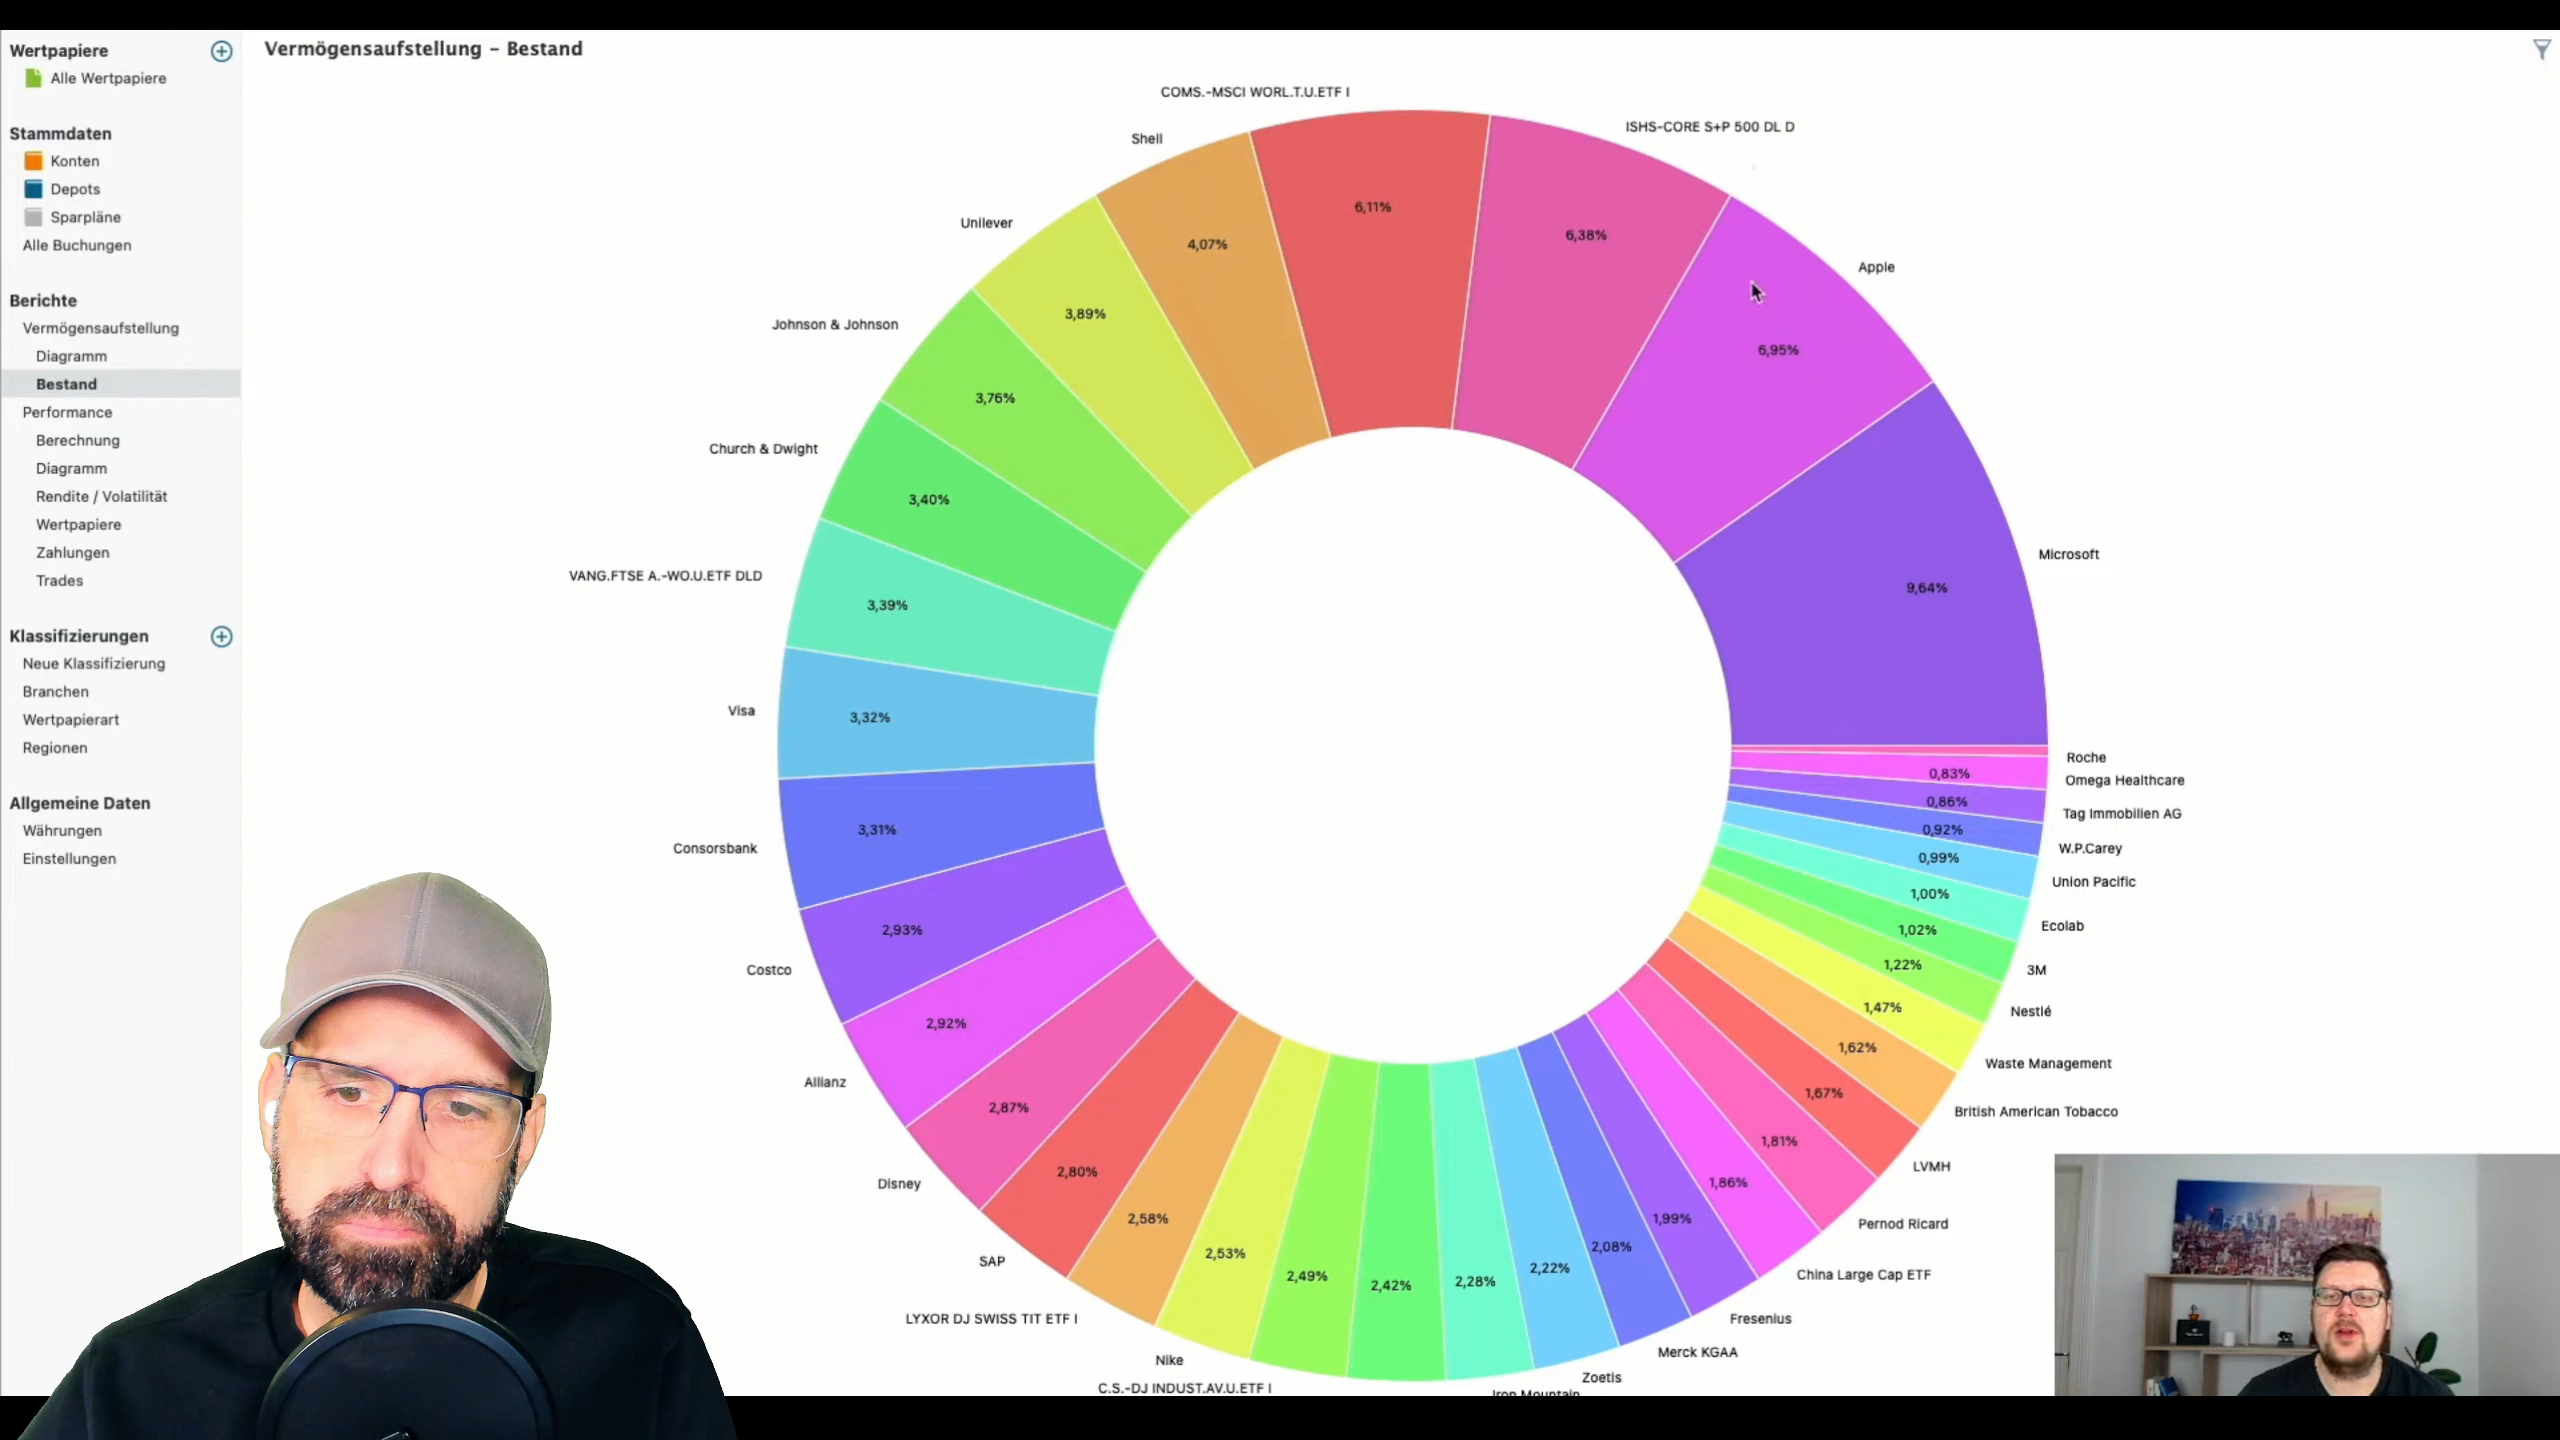 Wertpapiere
Alle Wertpapiere
Stammdaten
Konten
Depots
Sparpläne
Alle Buchungen
Berichte
Vermögensaufstellung
Diagramm
Bestand
Performance
Berechnung
Diagramm
Rendite / Volatilität
Wertpapiere
Zahlungen
Trades
Klassifizierungen
Neue Klassifizierung
Branchen
Wertpapierart
Regionen
Allgemeine Daten
Währungen
Einstellungen
Vermögensaufstellung – Bestand
COMS.-MSCI WORL.T.U.ETF I
6,11%
ISHS-CORE S+P 500 DL D
6,38%
Apple
6,95%
Microsoft
9,64%
Roche
Omega Healthcare
0,83%
Tag Immobilien AG
0,86%
W.P.Carey
0,92%
Union Pacific
0,99%
Ecolab
1,00%
3M
1,02%
Nestlé
1,22%
Waste Management
1,47%
British American Tobacco
1,62%
LVMH
1,67%
Pernod Ricard
1,81%
China Large Cap ETF
1,86%
Fresenius
1,99%
Merck KGAA
2,08%
Zoetis
2,22%
Iron Mountain
2,28%
2,42%
C.S.-DJ INDUST.AV.U.ETF I
2,49%
Nike
2,53%
LYXOR DJ SWISS TIT ETF I
2,58%
SAP
2,80%
Disney
2,87%
Allianz
2,92%
Costco
2,93%
Consorsbank
3,31%
Visa
3,32%
VANG.FTSE A.-WO.U.ETF DLD
3,39%
Church & Dwight
3,40%
Johnson & Johnson
3,76%
Unilever
3,89%
Shell
4,07%